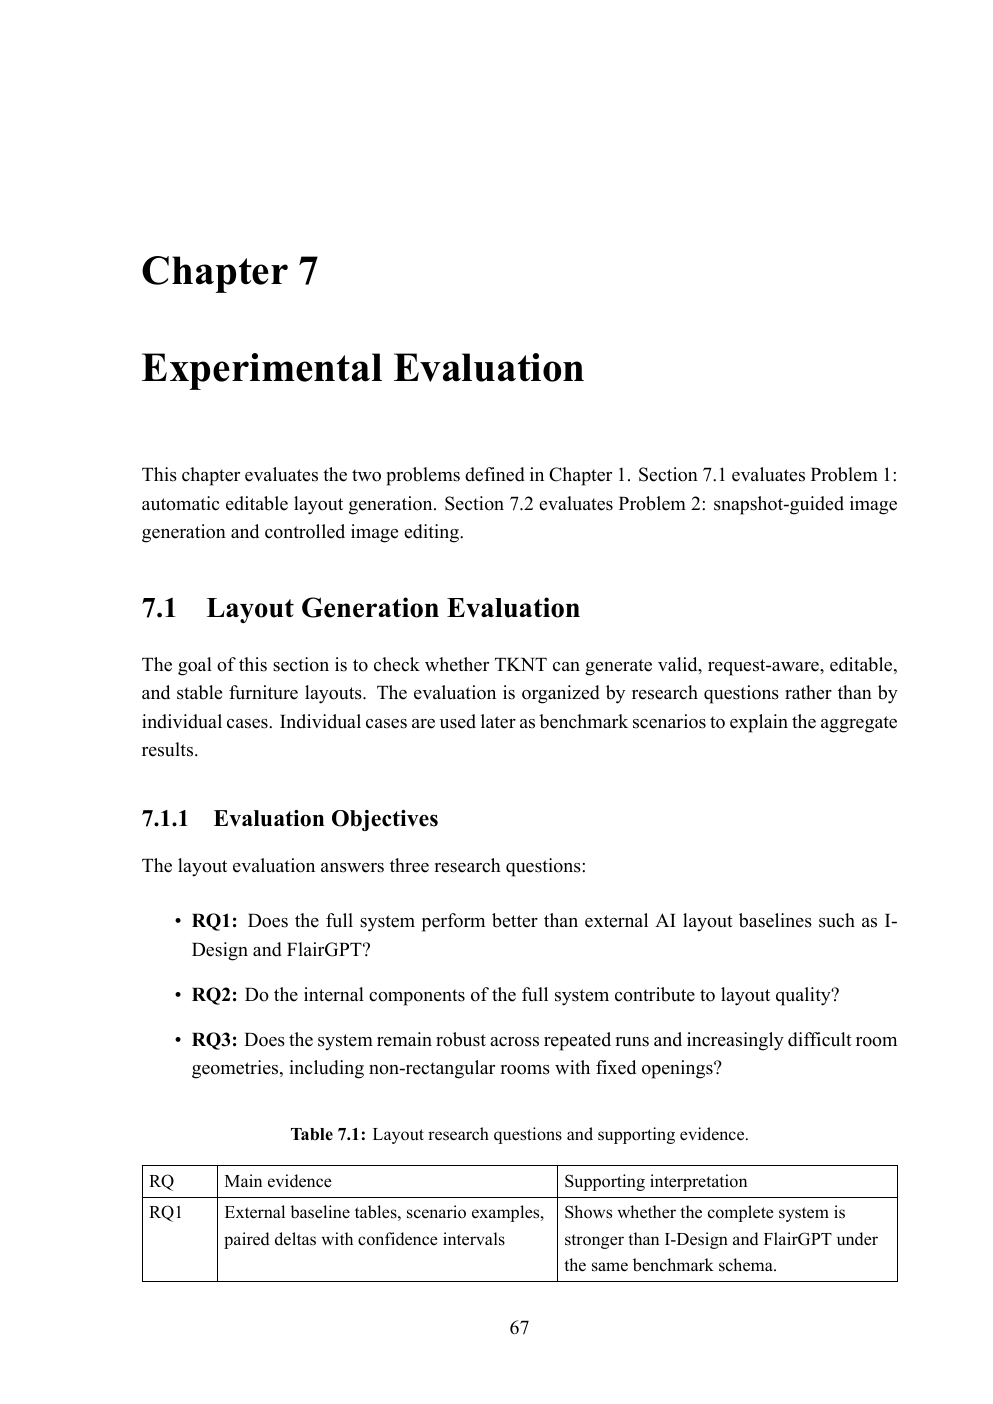 Chapter 7
Experimental Evaluation
This chapter evaluates the two problems defined in Chapter 1. Section 7.1 evaluates Problem 1:
automatic editable layout generation. Section 7.2 evaluates Problem 2: snapshot-guided image
generation and controlled image editing.
7.1 Layout Generation Evaluation
The goal of this section is to check whether TKNT can generate valid, request-aware, editable,
and stable furniture layouts. The evaluation is organized by research questions rather than by
individual cases. Individual cases are used later as benchmark scenarios to explain the aggregate
results.
7.1.1 Evaluation Objectives
The layout evaluation answers three research questions:
• RQ1: Does the full system perform better than external AI layout baselines such as I-
Design and FlairGPT?
• RQ2: Do the internal components of the full system contribute to layout quality?
• RQ3: Does the system remain robust across repeated runs and increasingly difficult room
geometries, including non-rectangular rooms with fixed openings?
Table 7.1: Layout research questions and supporting evidence.
RQ Main evidence Supporting interpretation
RQ1 External baseline tables, scenario examples, Shows whether the complete system is
paired deltas with confidence intervals stronger than I-Design and FlairGPT under
the same benchmark schema.
67